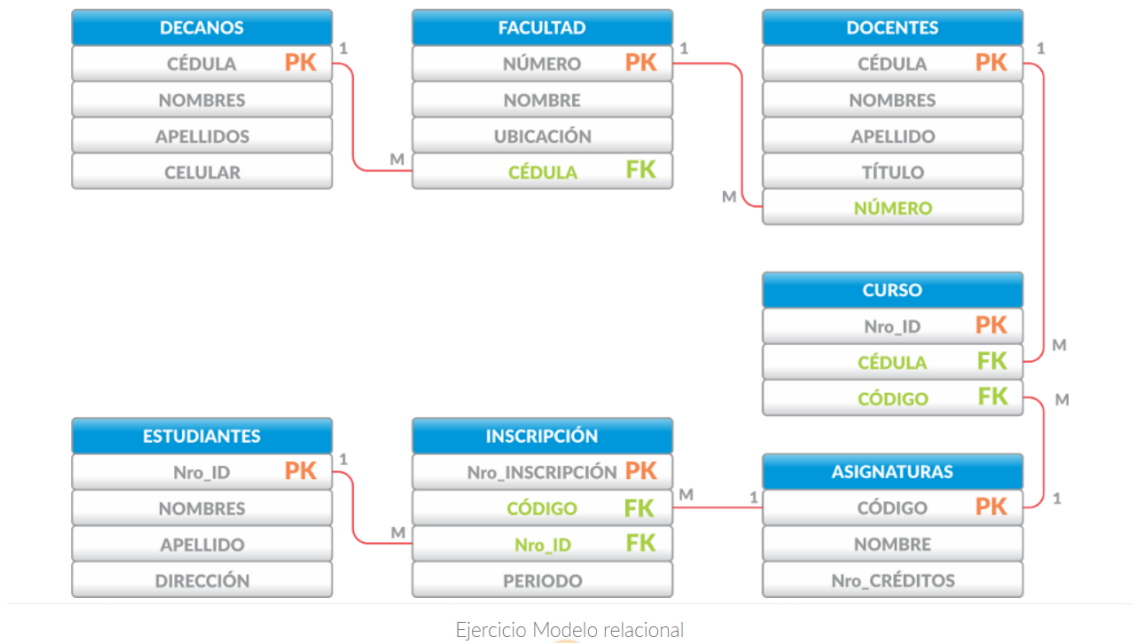 DECANOS
CÉDULA PK
NOMBRES
APELLIDOS
CELULAR
1
M
FACULTAD
NÚMERO PK
NOMBRE
UBICACIÓN
CÉDULA FK
1
M
DOCENTES
CÉDULA PK
NOMBRES
APELLIDO
TÍTULO
NÚMERO
1
M
CURSO
Nro_ID PK
CÉDULA FK
CÓDIGO FK
M
ESTUDIANTES
Nro_ID PK
NOMBRES
APELLIDO
DIRECCIÓN
1
M
INSCRIPCIÓN
Nro_INSCRIPCIÓN PK
CÓDIGO FK
Nro_ID FK
PERIODO
M
1
ASIGNATURAS
CÓDIGO PK
NOMBRE
Nro_CRÉDITOS
1
Ejercicio Modelo relacional